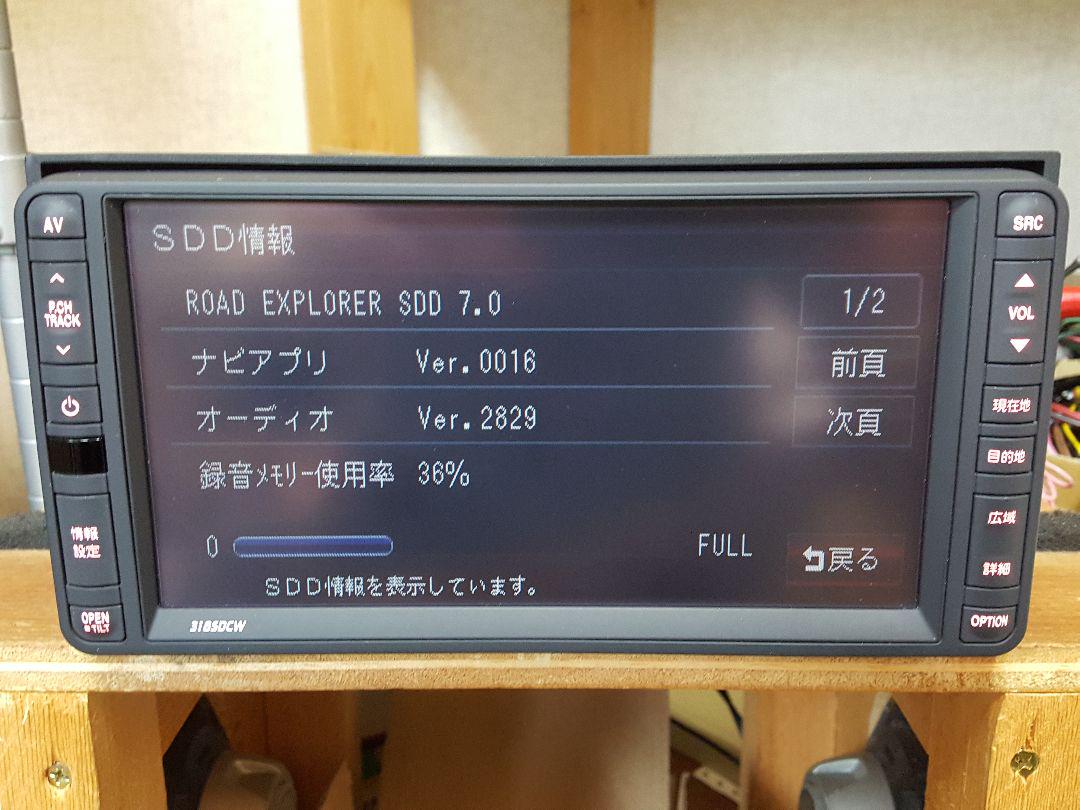 AV
P.CH
TRACK
情報
設定
OPEN
TILT
ＳＤＤ情報
ROAD EXPLORER SDD 7.0
1/2
ナビアプリ Ver.0016
前頁
オーディオ Ver.2829
次頁
録音ﾒﾓﾘｰ使用率 36%
0
FULL
戻る
ＳＤＤ情報を表示しています。
318SDCW
SRC
VOL
現在地
目的地
広域
詳細
OPTION